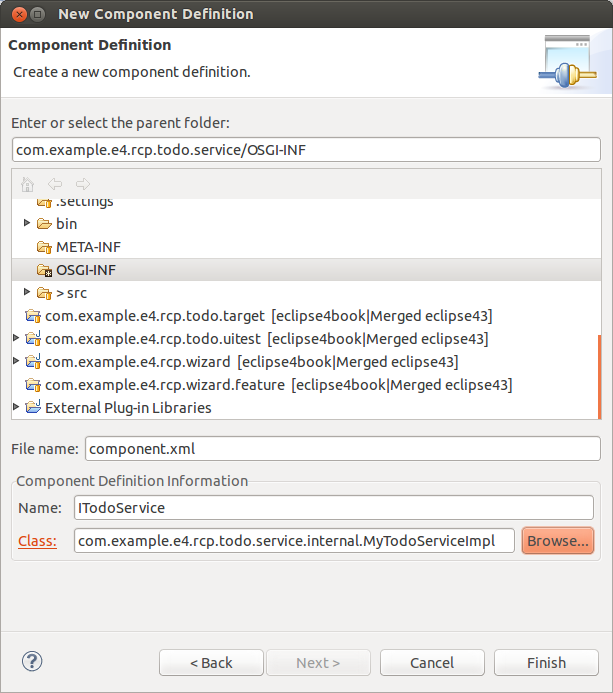 New Component Definition
Component Definition
Create a new component definition.
Enter or select the parent folder:
com.example.e4.rcp.todo.service/OSGI-INF
.settings
bin
META-INF
OSGI-INF
> src
com.example.e4.rcp.todo.target [eclipse4book|Merged eclipse43]
com.example.e4.rcp.todo.uitest [eclipse4book|Merged eclipse43]
com.example.e4.rcp.wizard [eclipse4book|Merged eclipse43]
com.example.e4.rcp.wizard.feature [eclipse4book|Merged eclipse43]
External Plug-in Libraries
File name: component.xml
Component Definition Information
Name: ITodoService
Class: com.example.e4.rcp.todo.service.internal.MyTodoServiceImpl Browse...
? < Back Next > Cancel Finish